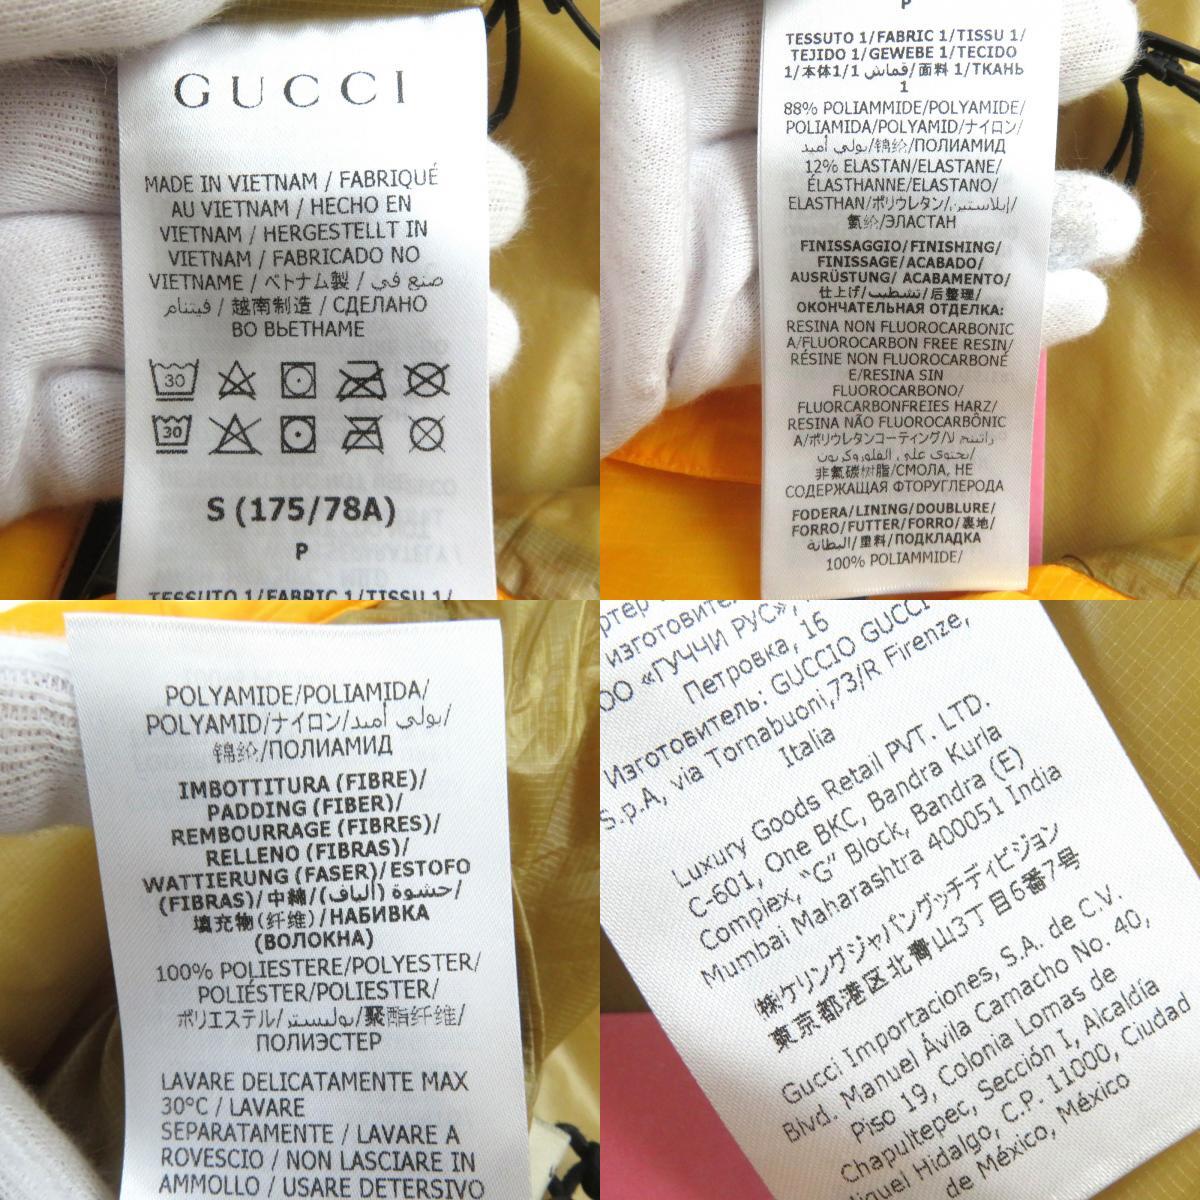 GUCCI
MADE IN VIETNAM / FABRIQUÉ
AU VIETNAM / HECHO EN
VIETNAM / HERGESTELLT IN
VIETNAM / FABRICADO NO
VIETNAME / ベトナム製 / صنع في
فيتنام / 越南制造 / СДЕЛАНО
ВО ВЬЕТНАМЕ
30
30
S (175/78A)
P
TESSUTO 1/FABRIC 1/TISSU 1/
P
TESSUTO 1/FABRIC 1/TISSU 1/
TEJIDO 1/GEWEBE 1/TECIDO
1/本体1/قماش 1/面料 1/ТКАНЬ
1
88% POLIAMMIDE/POLYAMIDE/
POLIAMIDA/POLYAMID/ナイロン/
بولي أميد/锦纶/ПОЛИАМИД
12% ELASTAN/ELASTANE/
ÉLASTHANNE/ELASTANO/
ELASTHAN/ポリウレタン/إيلاستين/
氨纶/ЭЛАСТАН
FINISSAGGIO/FINISHING/
FINISSAGE/ACABADO/
AUSRÜSTUNG/ ACABAMENTO/
仕上げ/تشطيب/后整理/
ОКОНЧАТЕЛЬНАЯ ОТДЕЛКА:
RESINA NON FLUOROCARBONIC
A/FLUOROCARBON FREE RESIN/
RÉSINE NON FLUOROCARBONÉ
E/RESINA SIN
FLUOROCARBONO/
FLUORCARBONFREIES HARZ/
RESINA NÃO FLUOROCARBÔNIC
A/ポリウレタンコーティング/راتنج لا
يحتوي على الفلوروكربون/
非氟碳树脂/СМОЛА, НЕ
СОДЕРЖАЩАЯ ФТОРУГЛЕРОДА
FODERA/LINING/DOUBLURE/
FORRO/FUTTER/FORRO/裏地/
البطانة/里料/ПОДКЛАДКА
100% POLIAMMIDE/
POLYAMIDE/POLIAMIDA/
POLYAMID/ナイロン/بولي أميد/
锦纶/ПОЛИАМИД
IMBOTTITURA (FIBRE)/
PADDING (FIBER)/
REMBOURRAGE (FIBRES)/
RELLENO (FIBRAS)/
WATTIERUNG (FASER)/ESTOFO
(FIBRAS)/中綿/حشوة (ألياف)/
填充物(纤维)/НАБИВКА
(ВОЛОКНА)
100% POLIESTERE/POLYESTER/
POLIÉSTER/POLIESTER/
ポリエステル/بوليستر/聚酯纤维/
ПОЛИЭСТЕР
LAVARE DELICATAMENTE MAX
30°C / LAVARE
SEPARATAMENTE / LAVARE A
ROVESCIO / NON LASCIARE IN
AMMOLLO / USARE DETERSIVO
изготовитель
ООО «ГУЧЧИ РУС»,
Петровка, 16
Изготовитель: GUCCIO GUCCI
S.p.A, via Tornabuoni,73/R Firenze,
Italia
Luxury Goods Retail PVT. LTD.
C-601, One BKC, Bandra Kurla
Complex, "G" Block, Bandra (E)
Mumbai Maharashtra 400051 India
㈱ケリングジャパングッチディビジョン
東京都港区北青山3丁目6番7号
Gucci Importaciones, S.A. de C.V.
Blvd. Manuel Ávila Camacho No. 40,
Piso 19, Colonia Lomas de
Chapultepec, Sección I, Alcaldía
Miguel Hidalgo, C.P. 11000, Ciudad
de México, México